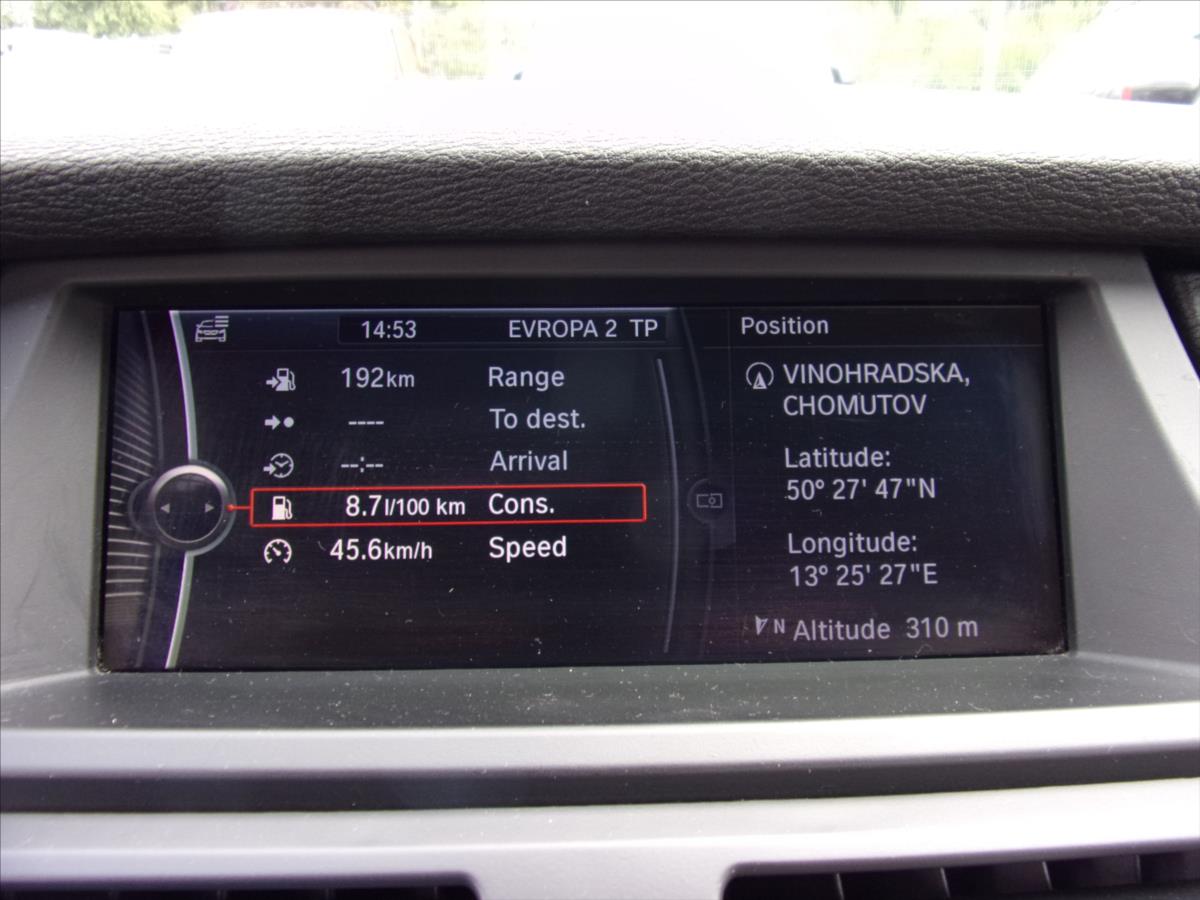 14:53 EVROPA 2 TP
192km Range
---- To dest.
--:-- Arrival
8.7l/100 km Cons.
45.6km/h Speed
Position
VINOHRADSKA,
CHOMUTOV
Latitude:
50° 27' 47"N
Longitude:
13° 25' 27"E
N Altitude 310 m